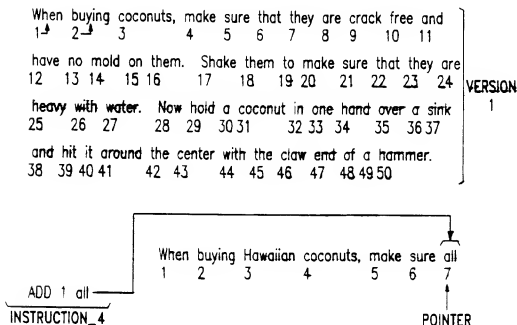 When buying coconuts, make sure that they are crack free and
1 2 3 4 5 6 7 8 9 10 11
have no mold on them. Shake them to make sure that they are
12 13 14 15 16 17 18 19 20 21 22 23 24
heavy with water. Now hold a coconut in one hand over a sink
25 26 27 28 29 30 31 32 33 34 35 36 37
and hit it around the center with the claw end of a hammer.
38 39 40 41 42 43 44 45 46 47 48 49 50
VERSION
1
When buying Hawaiian coconuts, make sure all
1 2 3 4 5 6 7
ADD 1 all
INSTRUCTION_4
POINTER